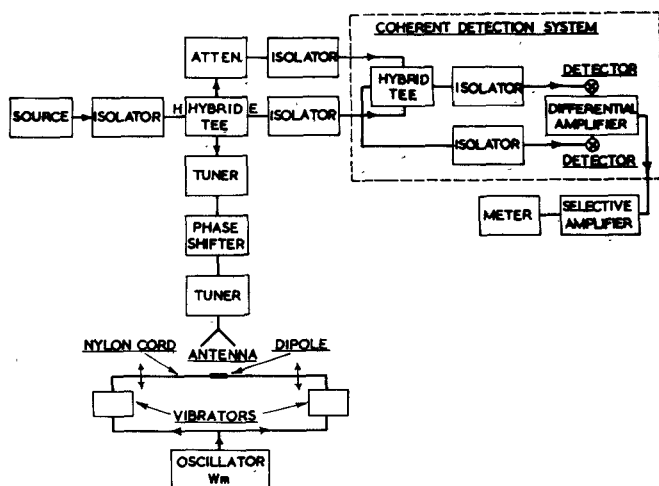 COHERENT DETECTION SYSTEM
ATTEN.
ISOLATOR
HYBRID
TEE
ISOLATOR
DETECTOR
SOURCE
ISOLATOR
H
HYBRID
TEE
E
ISOLATOR
DIFFERENTIAL
AMPLIFIER
ISOLATOR
DETECTOR
TUNER
METER
SELECTIVE
AMPLIFIER
PHASE
SHIFTER
TUNER
NYLON CORD
ANTENNA
DIPOLE
VIBRATORS
OSCILLATOR
Wm